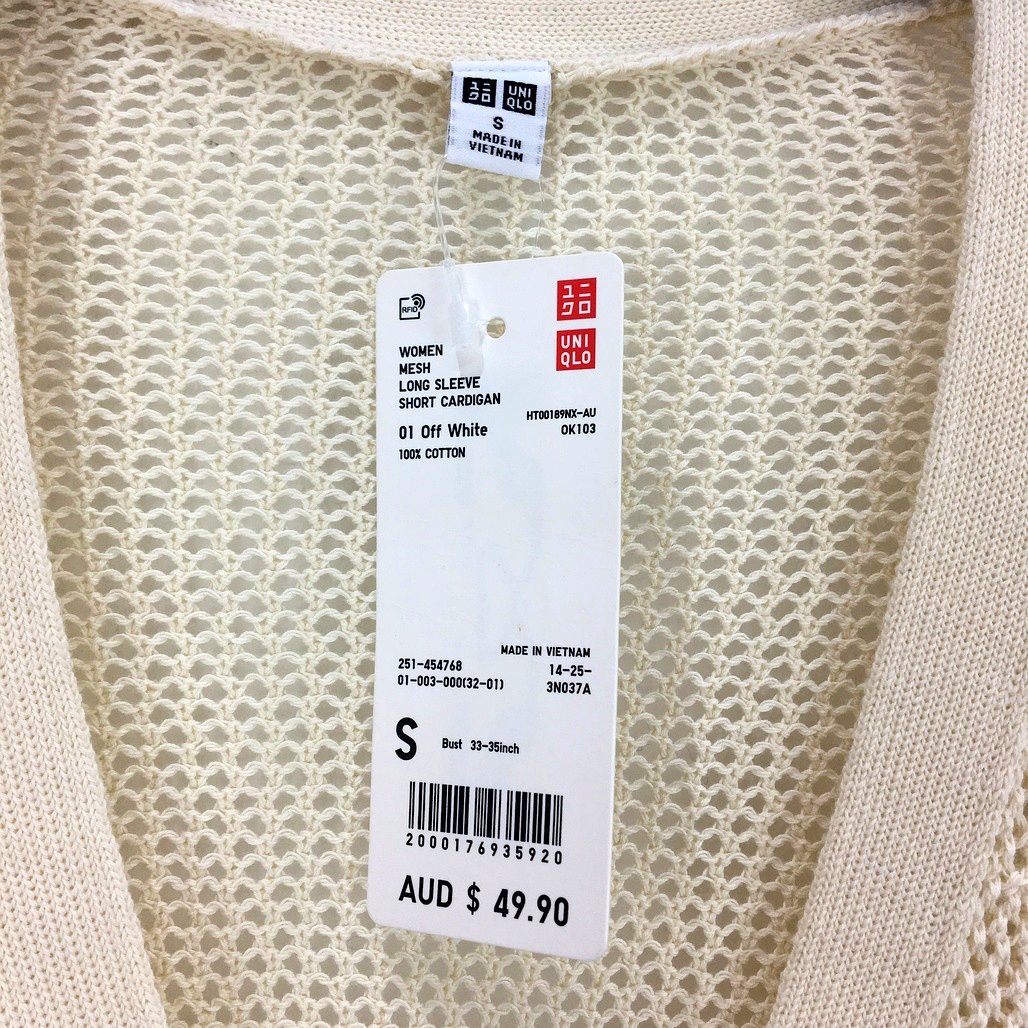 ユニ UNI
クロ QLO
S
MADE IN
VIETNAM
RFID
ユニ
クロ
UNI
QLO
WOMEN
MESH
LONG SLEEVE
SHORT CARDIGAN
HT00189NX-AU
01 Off White
OK103
100% COTTON
MADE IN VIETNAM
251-454768
14-25-
01-003-000(32-01)
3N037A
S Bust 33-35inch
2000176935920
AUD $ 49.90